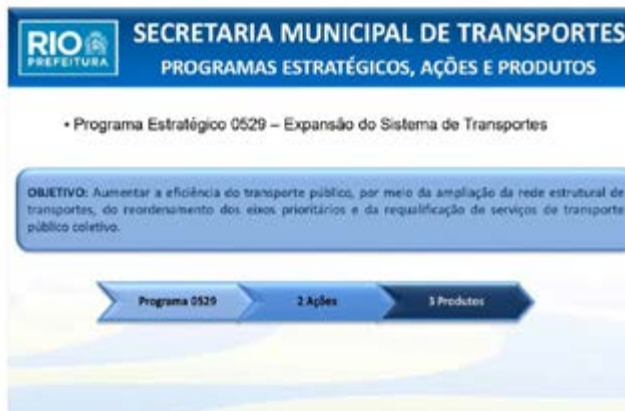 RIO
PREFEITURA
SECRETARIA MUNICIPAL DE TRANSPORTES
PROGRAMAS ESTRATÉGICOS, AÇÕES E PRODUTOS
• Programa Estratégico 0529 – Expansão do Sistema de Transportes
OBJETIVO: Aumentar a eficiência do transporte público, por meio da ampliação da rede estrutural de
transportes, do reordenamento dos eixos prioritários e da requalificação de serviços de transporte
público coletivo.
Programa 0529
2 Ações
3 Produtos